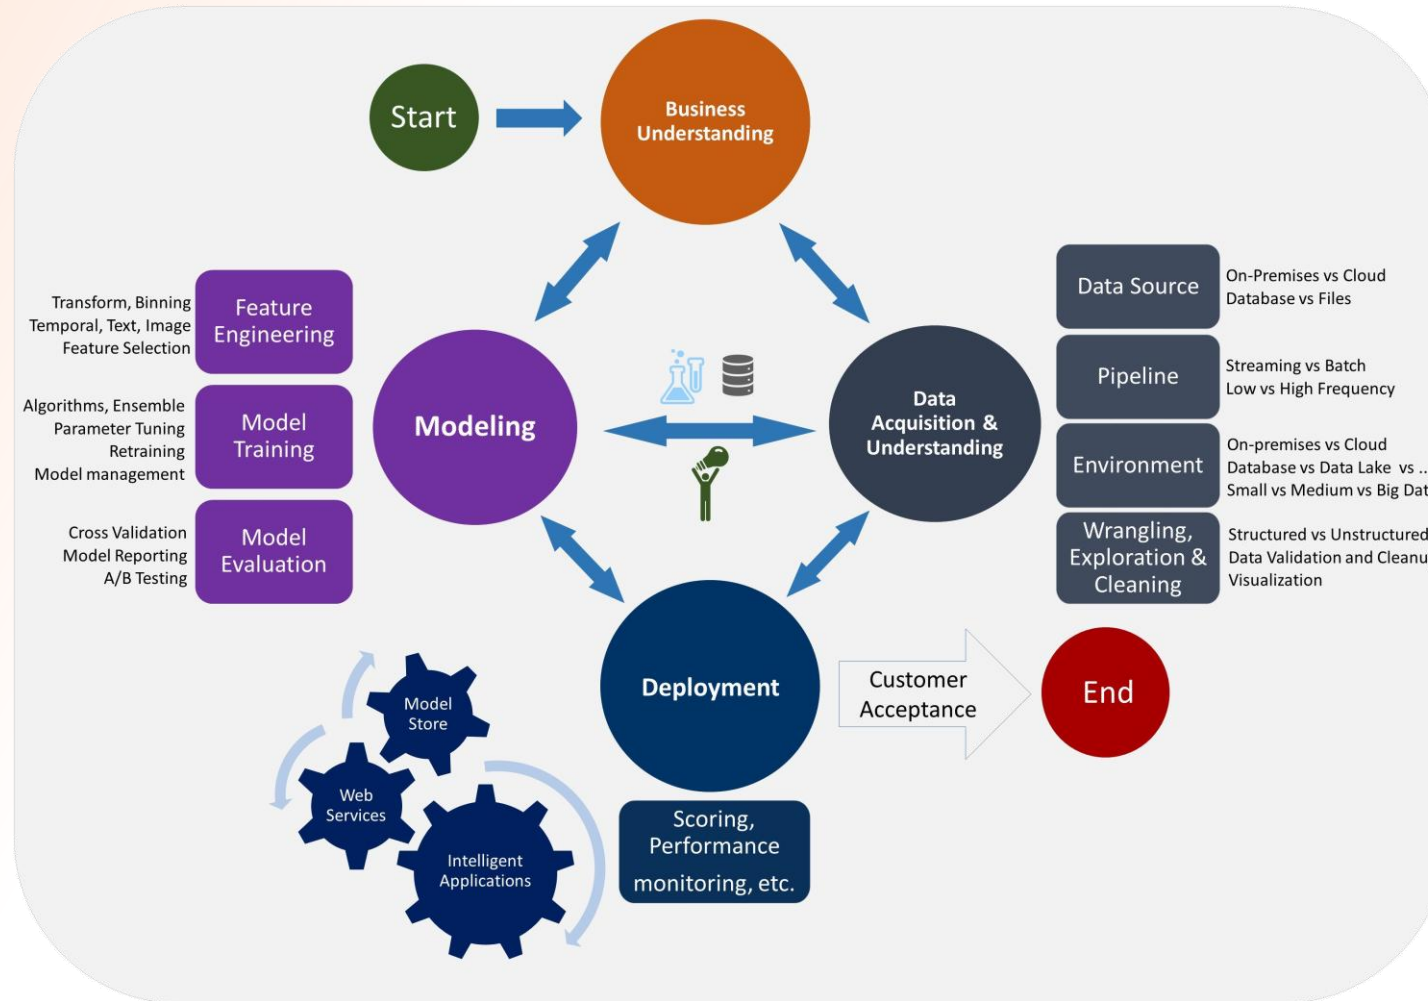 Start
Business
Understanding
Transform, Binning
Temporal, Text, Image
Feature Selection
Feature
Engineering
Algorithms, Ensemble
Parameter Tuning
Retraining
Model management
Model
Training
Cross Validation
Model Reporting
A/B Testing
Model
Evaluation
Modeling
Data
Acquisition &
Understanding
Data Source
On-Premises vs Cloud
Database vs Files
Pipeline
Streaming vs Batch
Low vs High Frequency
Environment
On-premises vs Cloud
Database vs Data Lake vs ..
Small vs Medium vs Big Dat
Wrangling,
Exploration &
Cleaning
Structured vs Unstructured
Data Validation and Cleanu
Visualization
Deployment
Customer
Acceptance
End
Model
Store
Web
Services
Intelligent
Applications
Scoring,
Performance
monitoring, etc.